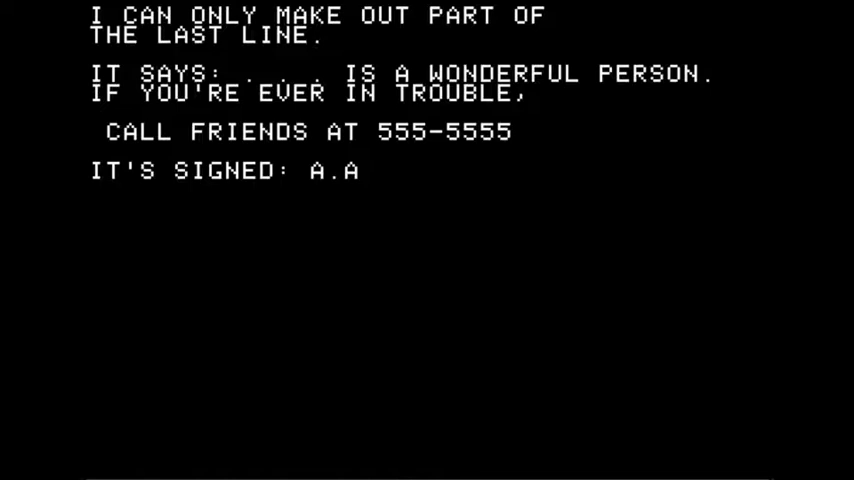 I CAN ONLY MAKE OUT PART OF
THE LAST LINE.
IT SAYS: . . . IS A WONDERFUL PERSON.
IF YOU'RE EVER IN TROUBLE,
CALL FRIENDS AT 555-5555
IT'S SIGNED: A.A